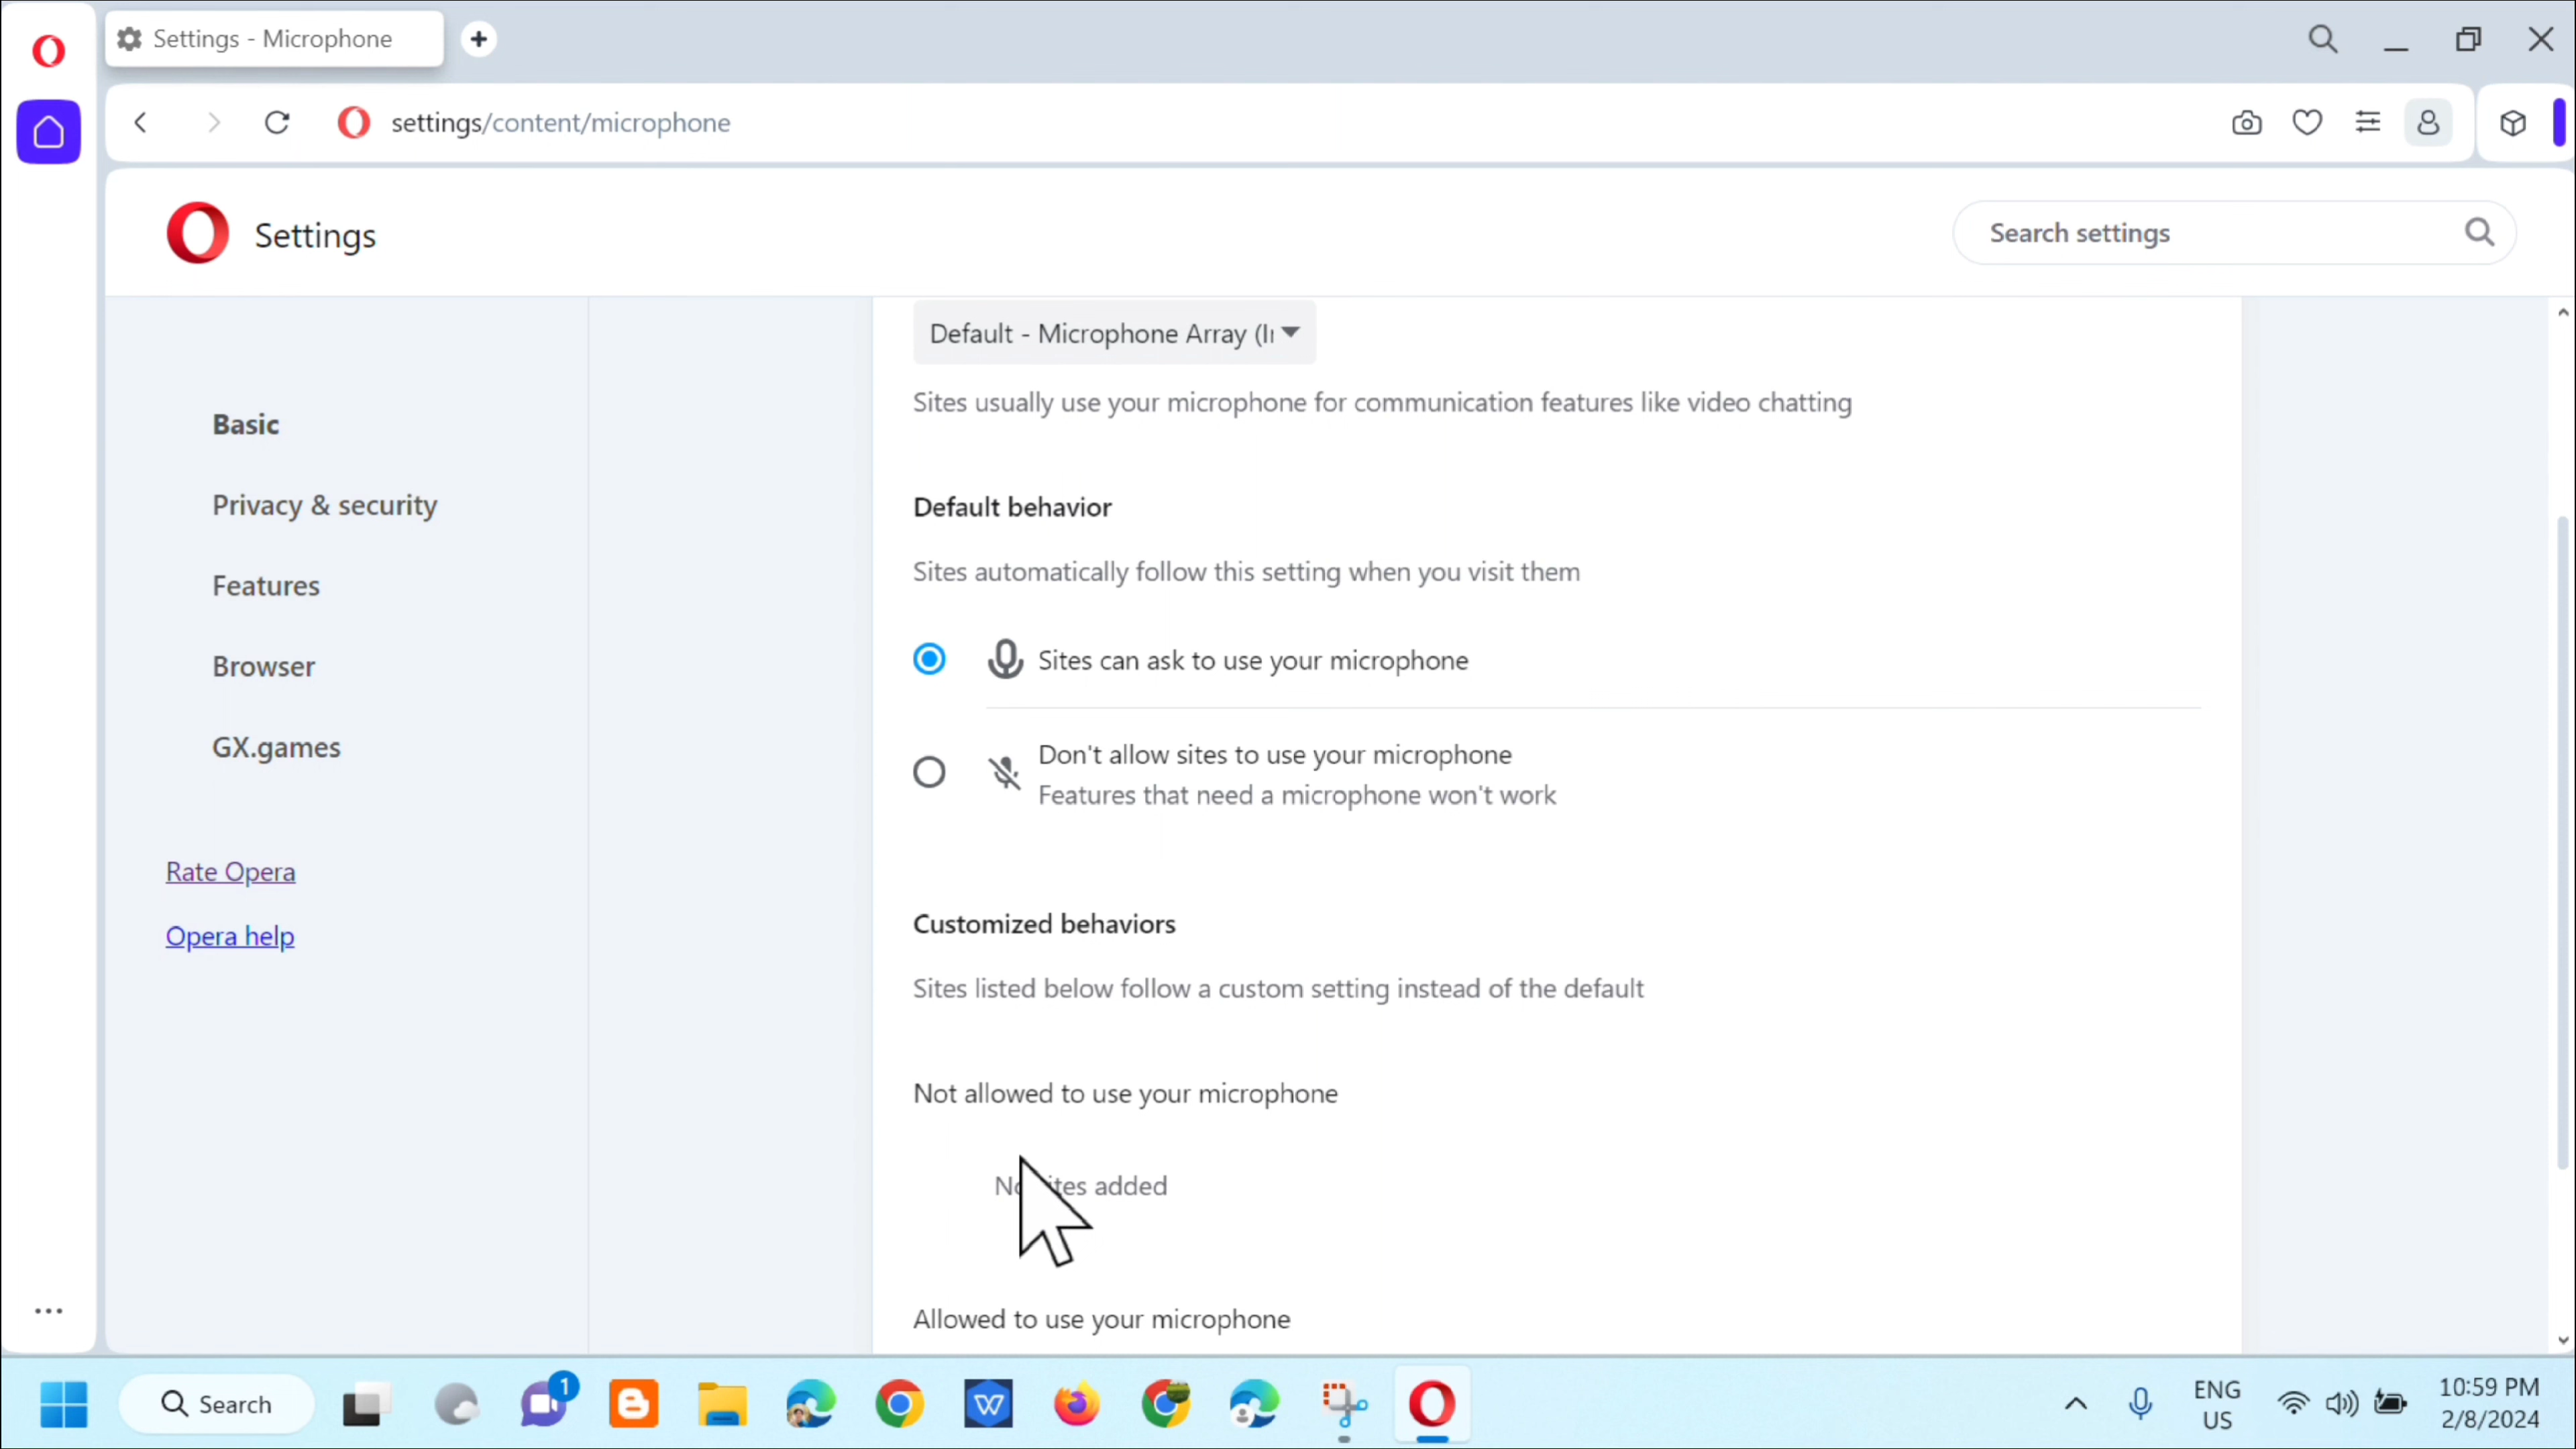 Settings - Microphone
settings/content/microphone
Settings
Search settings
Default - Microphone Array (I
Sites usually use your microphone for communication features like video chatting
Basic
Privacy & security
Features
Browser
GX.games
Rate Opera
Opera help
Default behavior
Sites automatically follow this setting when you visit them
Sites can ask to use your microphone
Don't allow sites to use your microphone
Features that need a microphone won't work
Customized behaviors
Sites listed below follow a custom setting instead of the default
Not allowed to use your microphone
No sites added
Allowed to use your microphone
Search
1
ENG
US
10:59 PM
2/8/2024